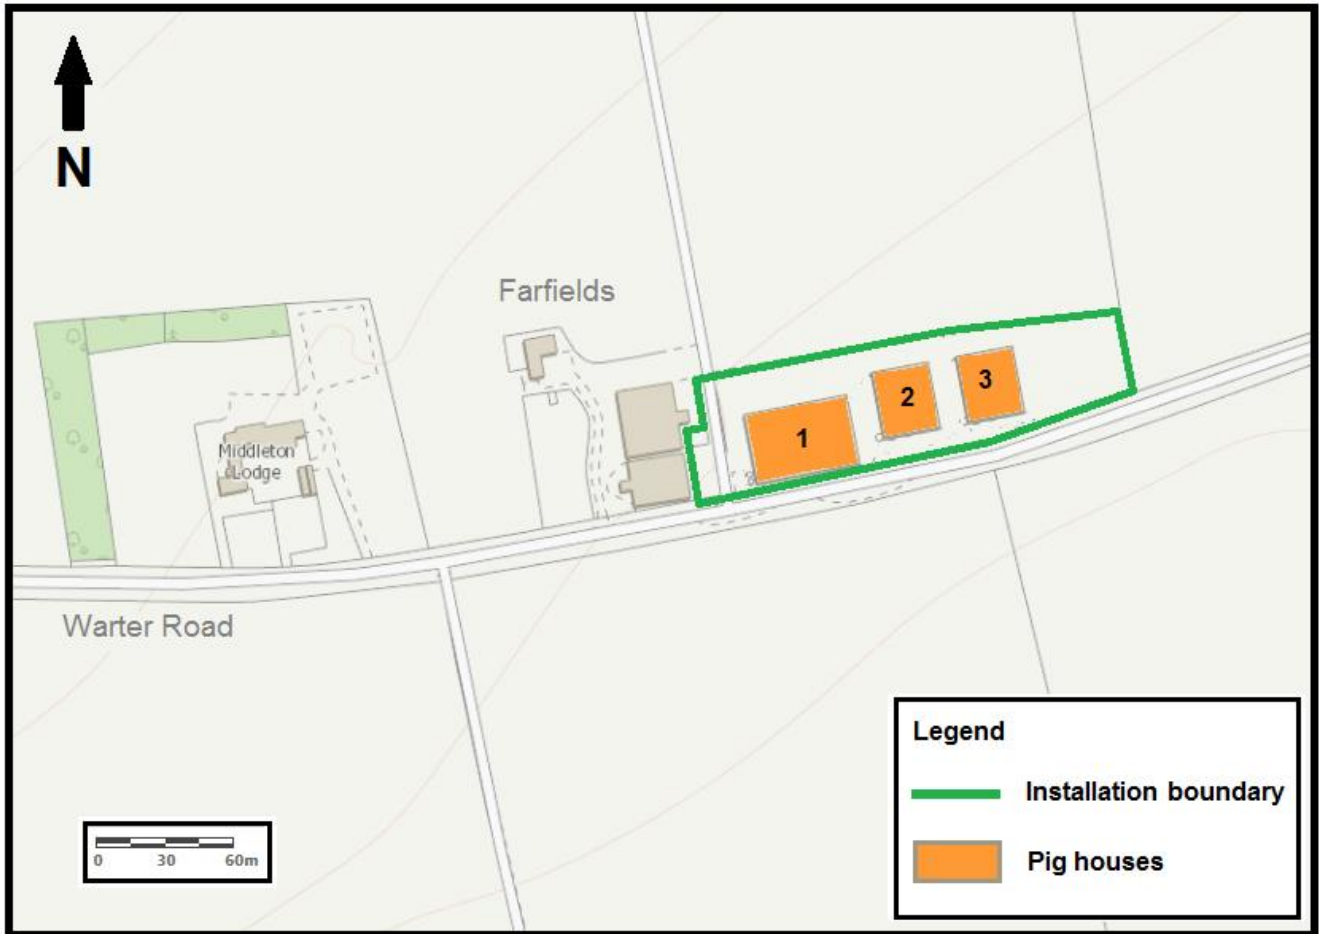 N
Farfields
1
2
3
Middleton
Lodge
Warter Road
0 30 60m
Legend
Installation boundary
Pig houses